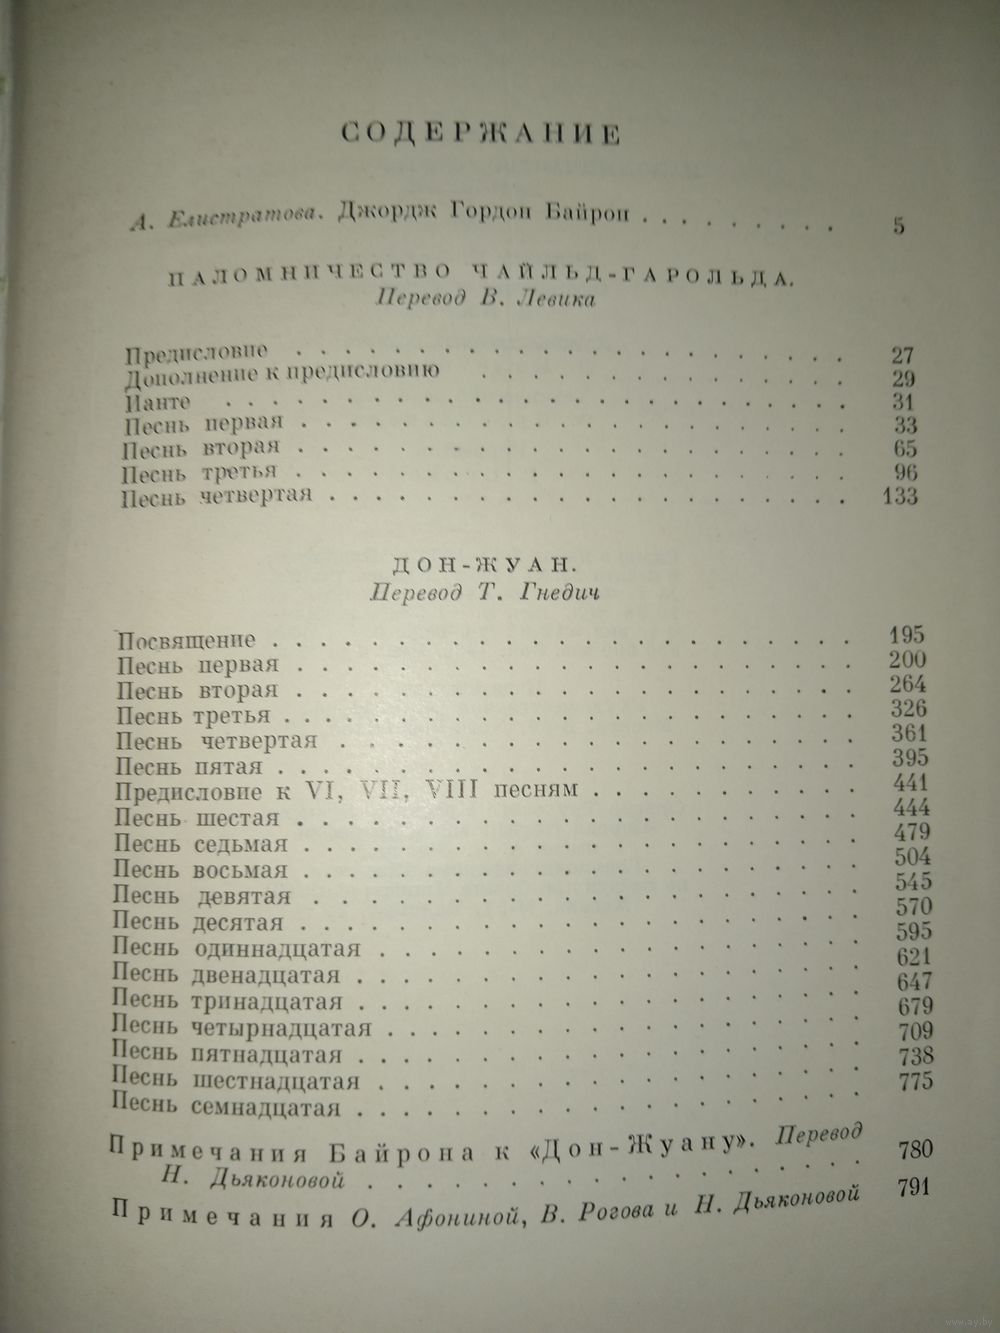 СОДЕРЖАНИЕ
А. Елистратова. Джордж Гордон Байрон . . . . . . . . 5
ПАЛОМНИЧЕСТВО ЧАЙЛЬД-ГАРОЛЬДА.
Перевод В. Левика
Предисловие . . . . . . . . . . . . . . . . . . . . . 27
Дополнение к предисловию . . . . . . . . . . . . . . 29
Ианте . . . . . . . . . . . . . . . . . . . . . . . . 31
Песнь первая . . . . . . . . . . . . . . . . . . . . . 33
Песнь вторая . . . . . . . . . . . . . . . . . . . . . 65
Песнь третья . . . . . . . . . . . . . . . . . . . . . 96
Песнь четвертая . . . . . . . . . . . . . . . . . . . . 133
ДОН-ЖУАН.
Перевод Т. Гнедич
Посвящение . . . . . . . . . . . . . . . . . . . . . . 195
Песнь первая . . . . . . . . . . . . . . . . . . . . . 200
Песнь вторая . . . . . . . . . . . . . . . . . . . . . 264
Песнь третья . . . . . . . . . . . . . . . . . . . . . 326
Песнь четвертая . . . . . . . . . . . . . . . . . . . . 361
Песнь пятая . . . . . . . . . . . . . . . . . . . . . . 395
Предисловие к VI, VII, VIII песням . . . . . . . . . . 441
Песнь шестая . . . . . . . . . . . . . . . . . . . . . 444
Песнь седьмая . . . . . . . . . . . . . . . . . . . . . 479
Песнь восьмая . . . . . . . . . . . . . . . . . . . . . 504
Песнь девятая . . . . . . . . . . . . . . . . . . . . . 545
Песнь десятая . . . . . . . . . . . . . . . . . . . . . 570
Песнь одиннадцатая . . . . . . . . . . . . . . . . . . 595
Песнь двенадцатая . . . . . . . . . . . . . . . . . . . 621
Песнь тринадцатая . . . . . . . . . . . . . . . . . . . 647
Песнь четырнадцатая . . . . . . . . . . . . . . . . . . 679
Песнь пятнадцатая . . . . . . . . . . . . . . . . . . . 709
Песнь шестнадцатая . . . . . . . . . . . . . . . . . . 738
Песнь семнадцатая . . . . . . . . . . . . . . . . . . . 775
Примечания Байрона к «Дон-Жуану». Перевод
Н. Дьяконовой . . . . . . . . . . . . . . . . . . 780
Примечания О. Афониной, В. Рогова и Н. Дьяконовой 791
www.ay.by